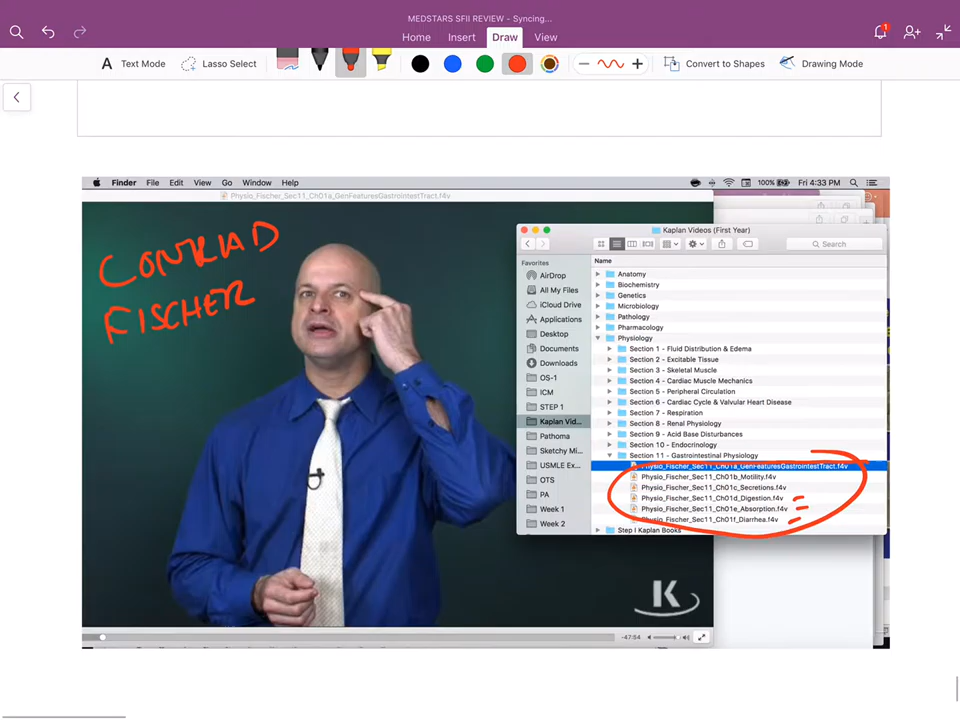 MEDSTARS SFII REVIEW - Syncing...
Home Insert Draw View
1
Text Mode Lasso Select Convert to Shapes Drawing Mode
Finder File Edit View Go Window Help 100% Fri 4:33 PM
Physio_Fischer_Sec11_Ch01a_GenFeaturesGastrointestTract.f4v
CONRAD
FISCHER
Kaplan Videos (First Year)
Search
Favorites
AirDrop
All My Files
iCloud Drive
Applications
Desktop
Documents
Downloads
OS-1
ICM
STEP 1
Kaplan Vid...
Pathoma
Sketchy Mi...
USMLE Ex...
OTS
PA
Week 1
Week 2
Name
Anatomy
Biochemistry
Genetics
Microbiology
Pathology
Pharmacology
Physiology
Section 1 - Fluid Distribution & Edema
Section 2 - Excitable Tissue
Section 3 - Skeletal Muscle
Section 4 - Cardiac Muscle Mechanics
Section 5 - Peripheral Circulation
Section 6 - Cardiac Cycle & Valvular Heart Disease
Section 7 - Respiration
Section 8 - Renal Physiology
Section 9 - Acid Base Disturbances
Section 10 - Endocrinology
Section 11 - Gastrointestinal Physiology
Physio_Fischer_Sec11_Ch01a_GenFeaturesGastrointestTract.f4v
Physio_Fischer_Sec11_Ch01b_Motility.f4v
Physio_Fischer_Sec11_Ch01c_Secretions.f4v
Physio_Fischer_Sec11_Ch01d_Digestion.f4v
Physio_Fischer_Sec11_Ch01e_Absorption.f4v
Physio_Fischer_Sec11_Ch01f_Diarrhea.f4v
Step I Kaplan Books
K
-47:54